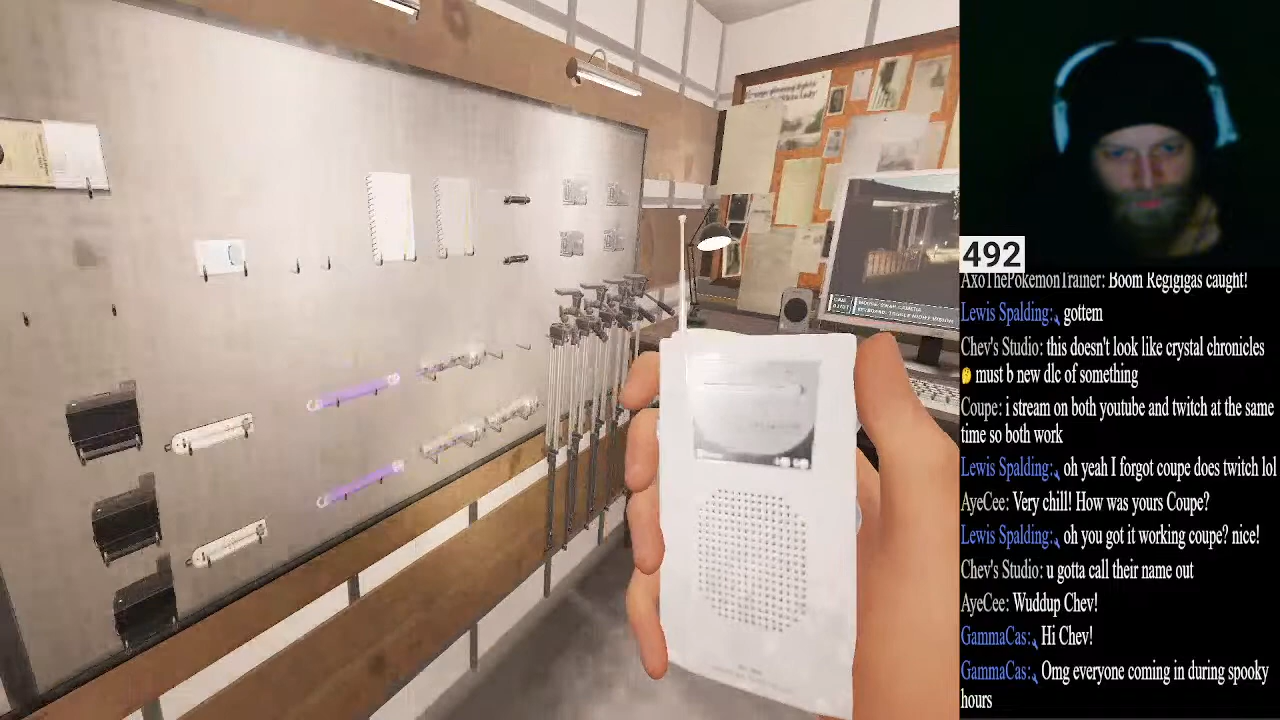 492
AxoThePokemonTrainer: Boom Regigigas caught!
Lewis Spalding: gottem
Chev's Studio: this doesn't look like crystal chronicles
🤔 must b new dlc of something
Coupe: i stream on both youtube and twitch at the same
time so both work
Lewis Spalding: oh yeah I forgot coupe does twitch lol
AyeCee: Very chill! How was yours Coupe?
Lewis Spalding: oh you got it working coupe? nice!
Chev's Studio: u gotta call their name out
AyeCee: Wuddup Chev!
GammaCas: Hi Chev!
GammaCas: Omg everyone coming in during spooky
hours